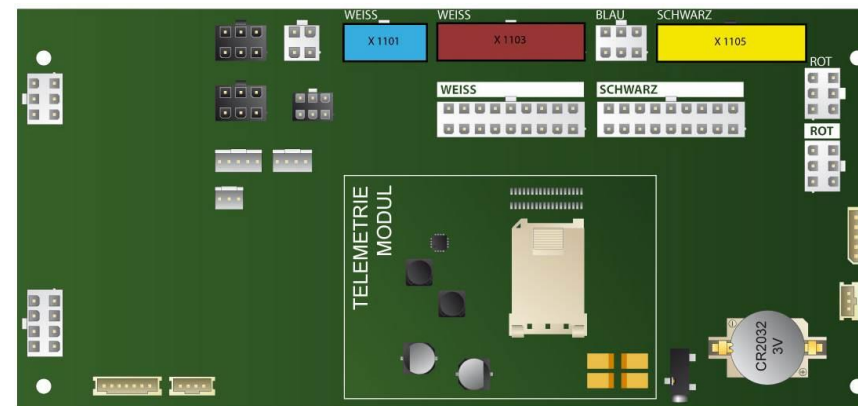 WEISS
WEISS
BLAU
SCHWARZ
X 1101
X 1103
X 1105
ROT
WEISS
SCHWARZ
ROT
TELEMETRIE
MODUL
CR2032
3V